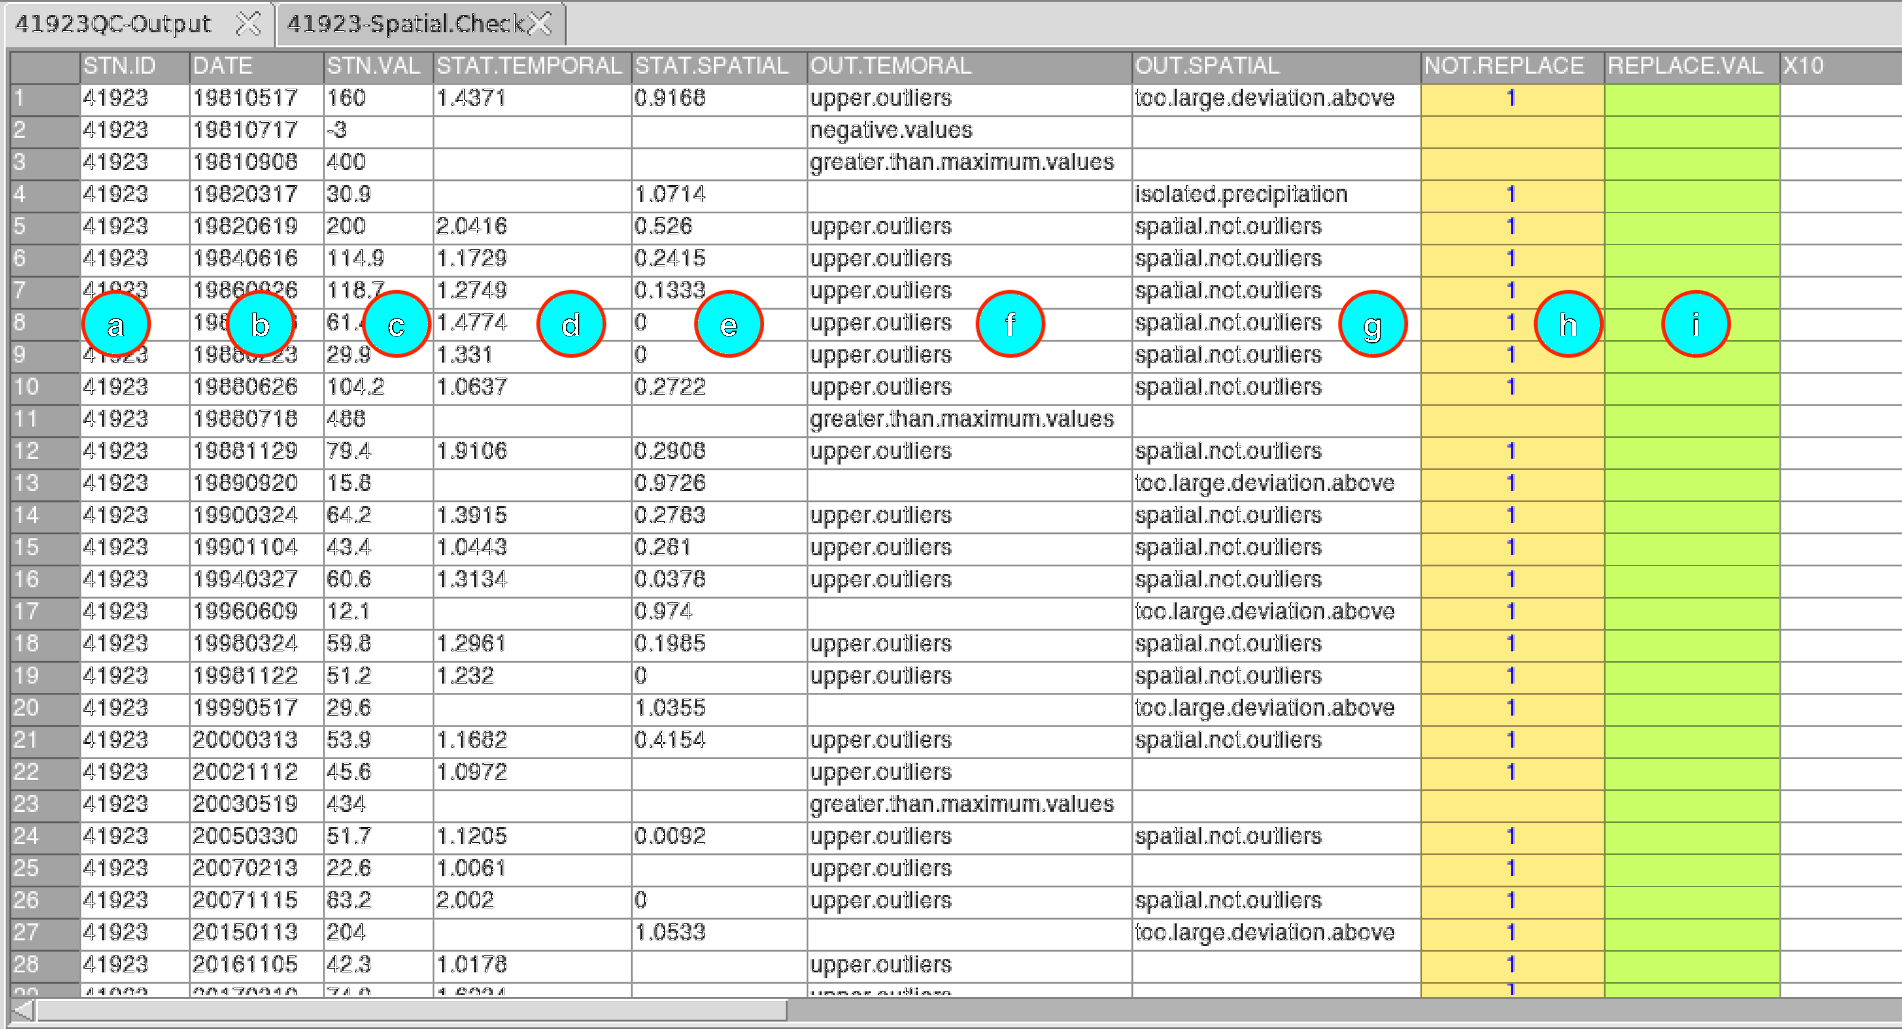 41923QC-Output 41923-Spatial.Check
STN.ID DATE STN.VAL STAT.TEMPORAL STAT.SPATIAL OUT.TEMORAL OUT.SPATIAL NOT.REPLACE REPLACE.VAL X10
1 41923 19810517 160 1.4371 0.9168 upper.outliers too.large.deviation.above 1
2 41923 19810717 -3 negative.values
3 41923 19810908 400 greater.than.maximum.values
4 41923 19820317 30.9 1.0714 isolated.precipitation 1
5 41923 19820619 200 2.0416 0.526 upper.outliers spatial.not.outliers 1
6 41923 19840616 114.9 1.1729 0.2415 upper.outliers spatial.not.outliers 1
7 41923 19860926 118.7 1.2749 0.1333 upper.outliers spatial.not.outliers 1
8 a b c 1.4774 d 0 e upper.outliers f spatial.not.outliers g 1 h i
9 41923 19880223 29.9 1.331 0 upper.outliers spatial.not.outliers 1
10 41923 19880626 104.2 1.0637 0.2722 upper.outliers spatial.not.outliers 1
11 41923 19880718 488 greater.than.maximum.values
12 41923 19881129 79.4 1.9106 0.2908 upper.outliers spatial.not.outliers 1
13 41923 19890920 15.8 0.9726 too.large.deviation.above 1
14 41923 19900324 64.2 1.3915 0.2783 upper.outliers spatial.not.outliers 1
15 41923 19901104 43.4 1.0443 0.281 upper.outliers spatial.not.outliers 1
16 41923 19940327 60.6 1.3134 0.0378 upper.outliers spatial.not.outliers 1
17 41923 19960609 12.1 0.974 too.large.deviation.above 1
18 41923 19980324 59.8 1.2961 0.1985 upper.outliers spatial.not.outliers 1
19 41923 19981122 51.2 1.232 0 upper.outliers spatial.not.outliers 1
20 41923 19990517 29.6 1.0355 too.large.deviation.above 1
21 41923 20000313 53.9 1.1682 0.4154 upper.outliers spatial.not.outliers 1
22 41923 20021112 45.6 1.0972 upper.outliers 1
23 41923 20030519 434 greater.than.maximum.values
24 41923 20050330 51.7 1.1205 0.0092 upper.outliers spatial.not.outliers 1
25 41923 20070213 22.6 1.0061 upper.outliers 1
26 41923 20071115 83.2 2.002 0 upper.outliers spatial.not.outliers 1
27 41923 20150113 204 1.0533 too.large.deviation.above 1
28 41923 20161105 42.3 1.0178 upper.outliers 1
29 41923 upper.outliers 1